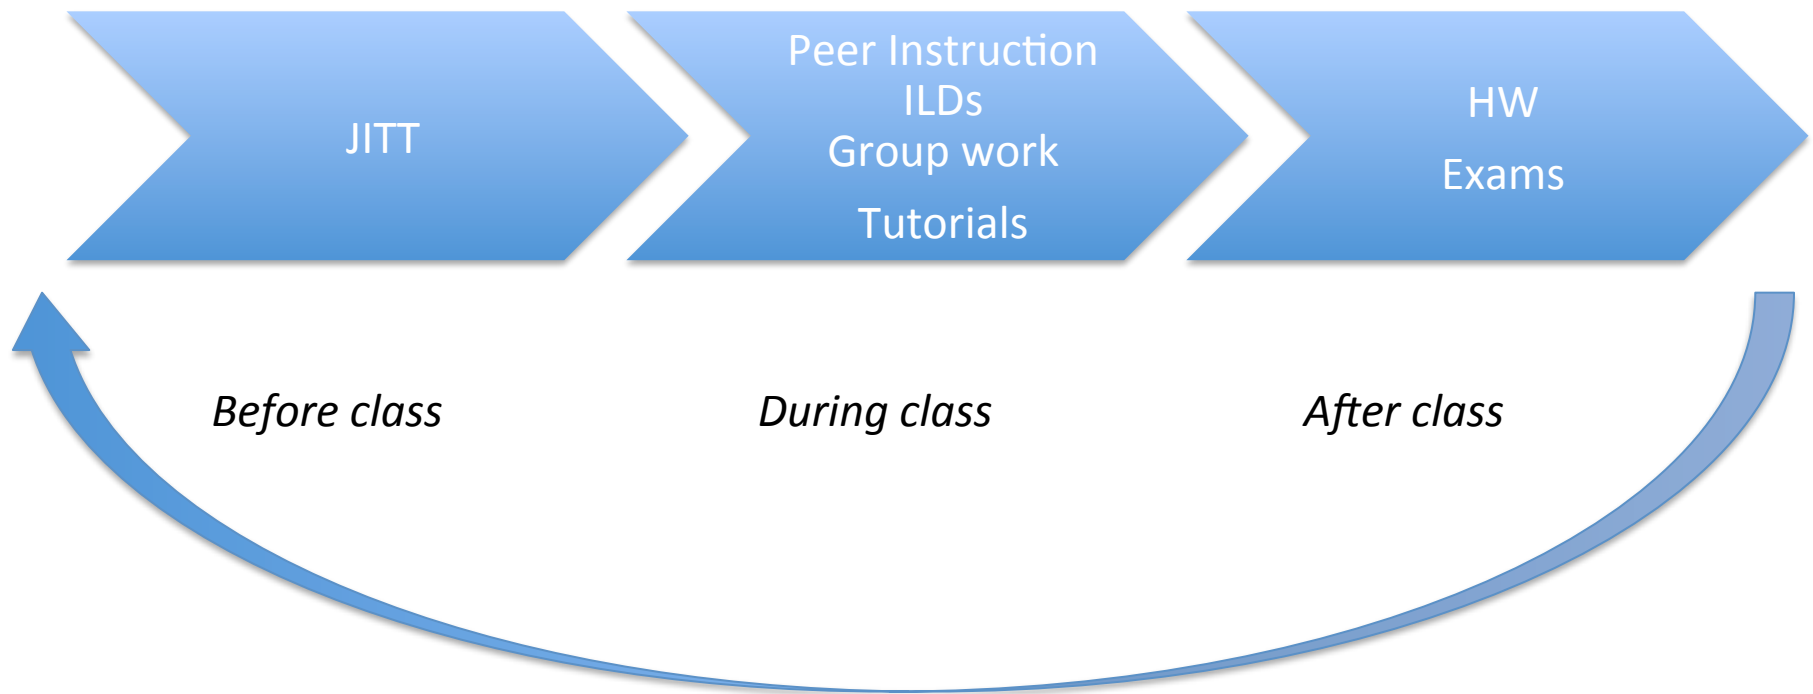 JITT
Peer Instruction
ILDs
Group work
Tutorials
HW
Exams
Before class
During class
After class